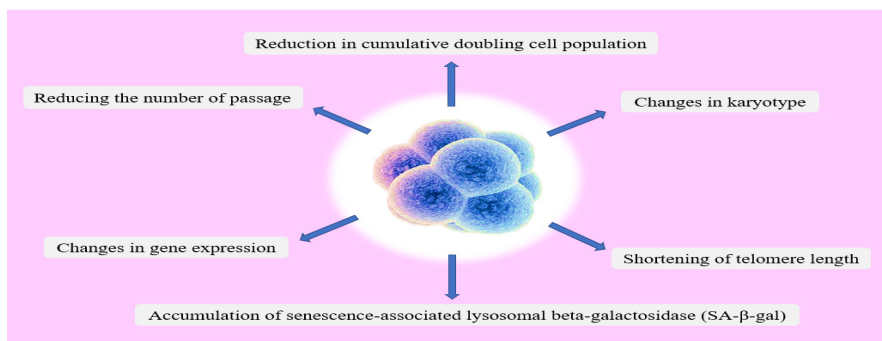 Reduction in cumulative doubling cell population
Reducing the number of passage
Changes in karyotype
Changes in gene expression
Shortening of telomere length
Accumulation of senescence-associated lysosomal beta-galactosidase (SA-β-gal)